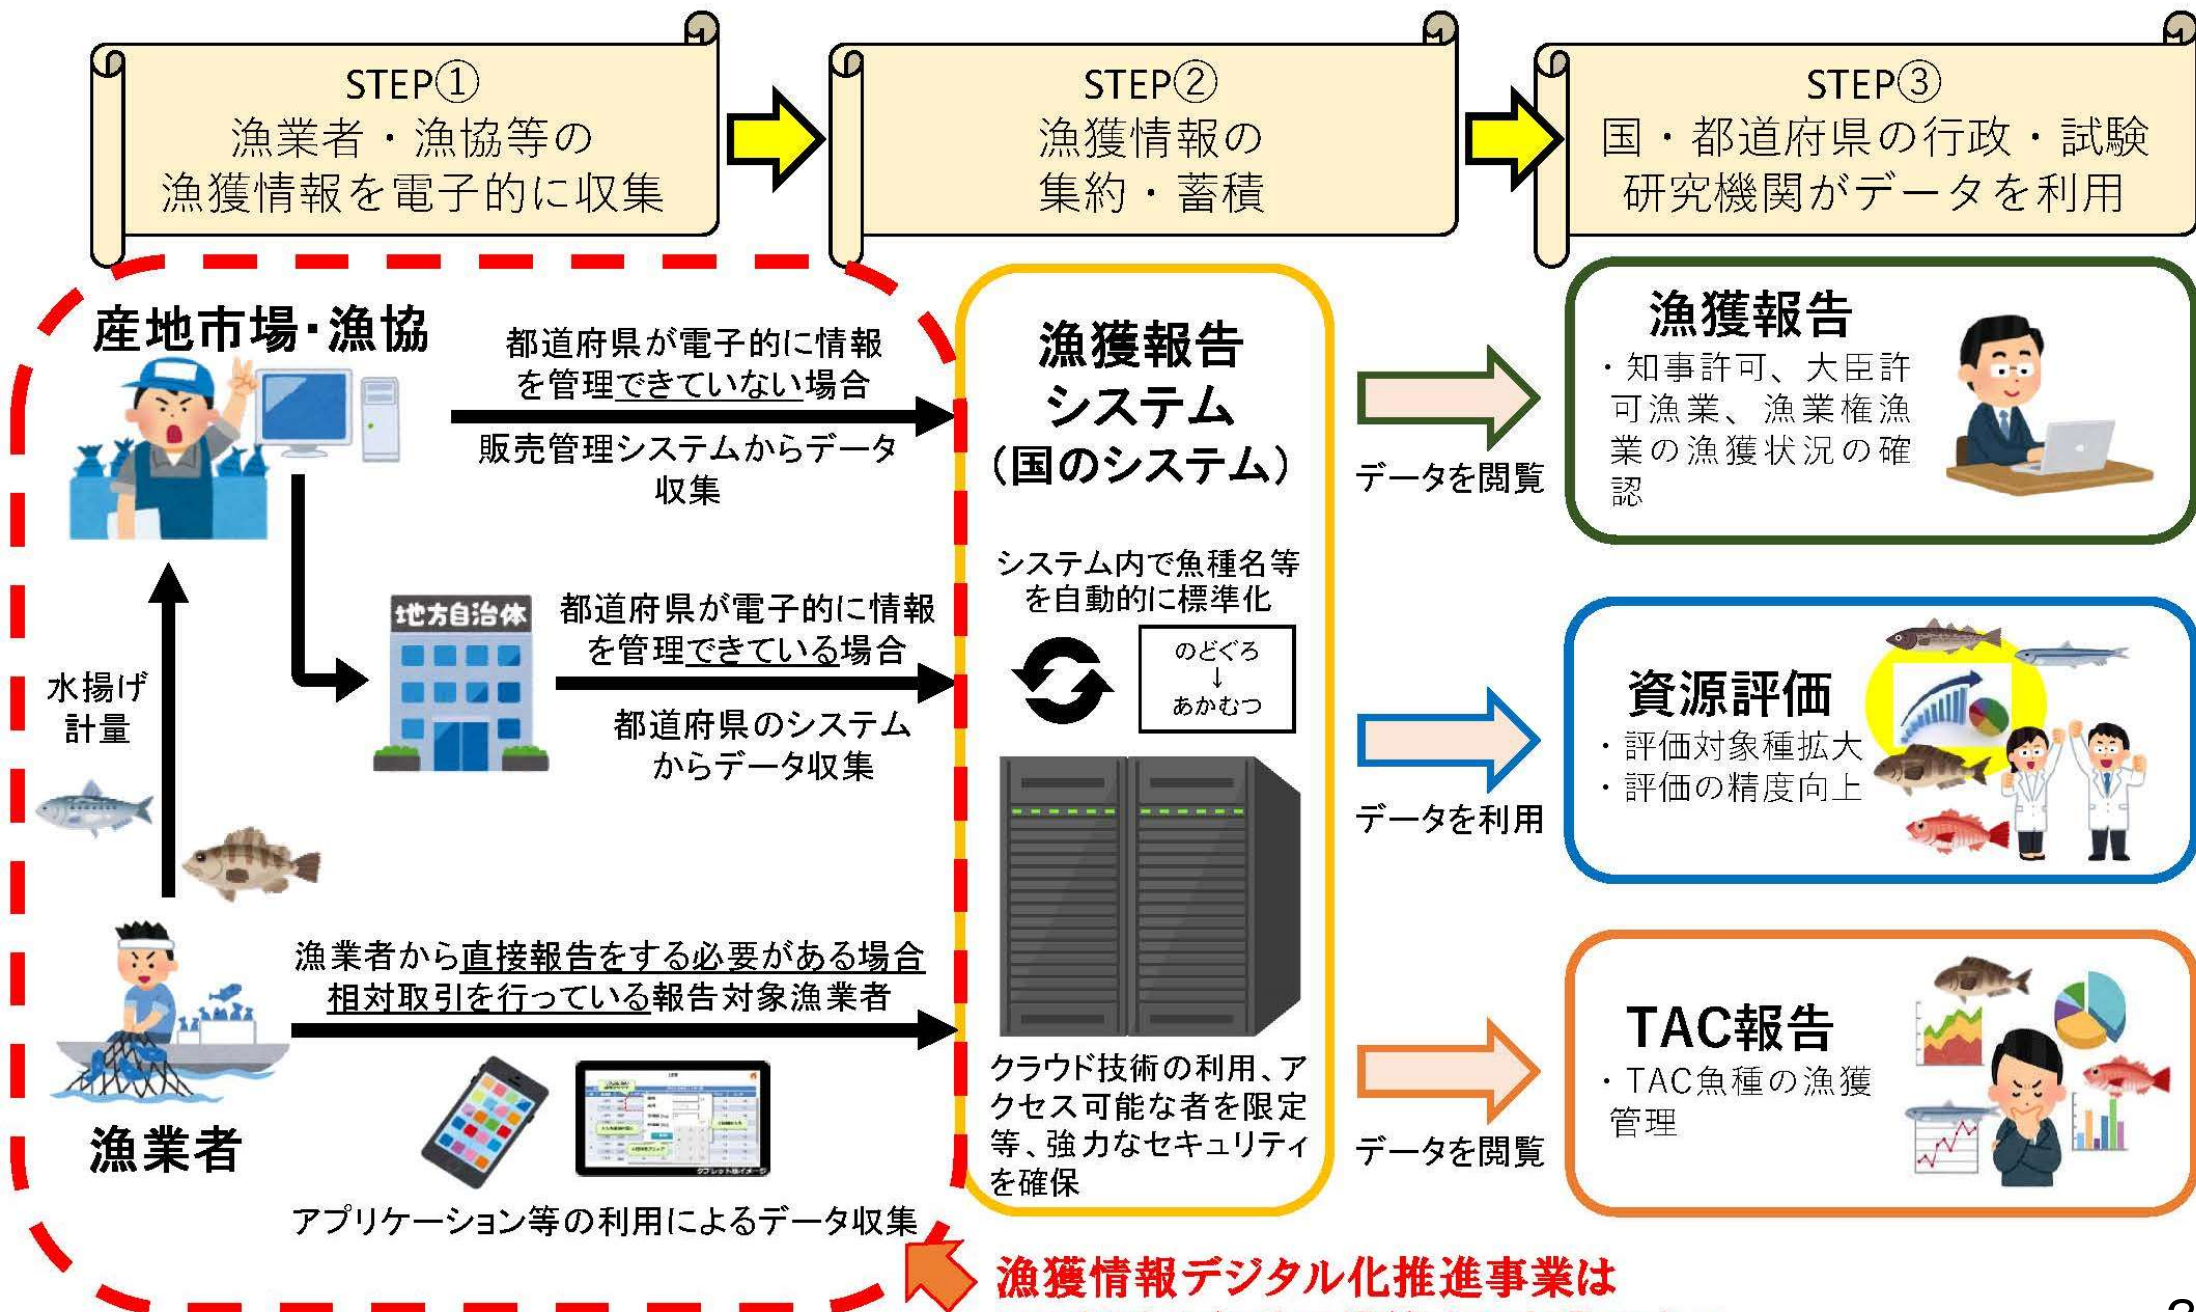 STEP①
漁業者・漁協等の
漁獲情報を電子的に収集
STEP②
漁獲情報の
集約・蓄積
STEP③
国・都道府県の行政・試験
研究機関がデータを利用
産地市場・漁協
都道府県が電子的に情報
を管理できていない場合
販売管理システムからデータ
収集
地方自治体
都道府県が電子的に情報
を管理できている場合
都道府県のシステム
からデータ収集
水揚げ
計量
漁業者から直接報告をする必要がある場合
相対取引を行っている報告対象漁業者
漁業者
タブレット版イメージ
アプリケーション等の利用によるデータ収集
漁獲報告
システム
（国のシステム）
システム内で魚種名等
を自動的に標準化
のどぐろ
↓
あかむつ
クラウド技術の利用、ア
クセス可能な者を限定
等、強力なセキュリティ
を確保
データを閲覧
漁獲報告
・知事許可、大臣許
可漁業、漁業権漁
業の漁獲状況の確
認
データを利用
資源評価
・評価対象種拡大
・評価の精度向上
データを閲覧
TAC報告
・TAC魚種の漁獲
管理
漁獲情報デジタル化推進事業は